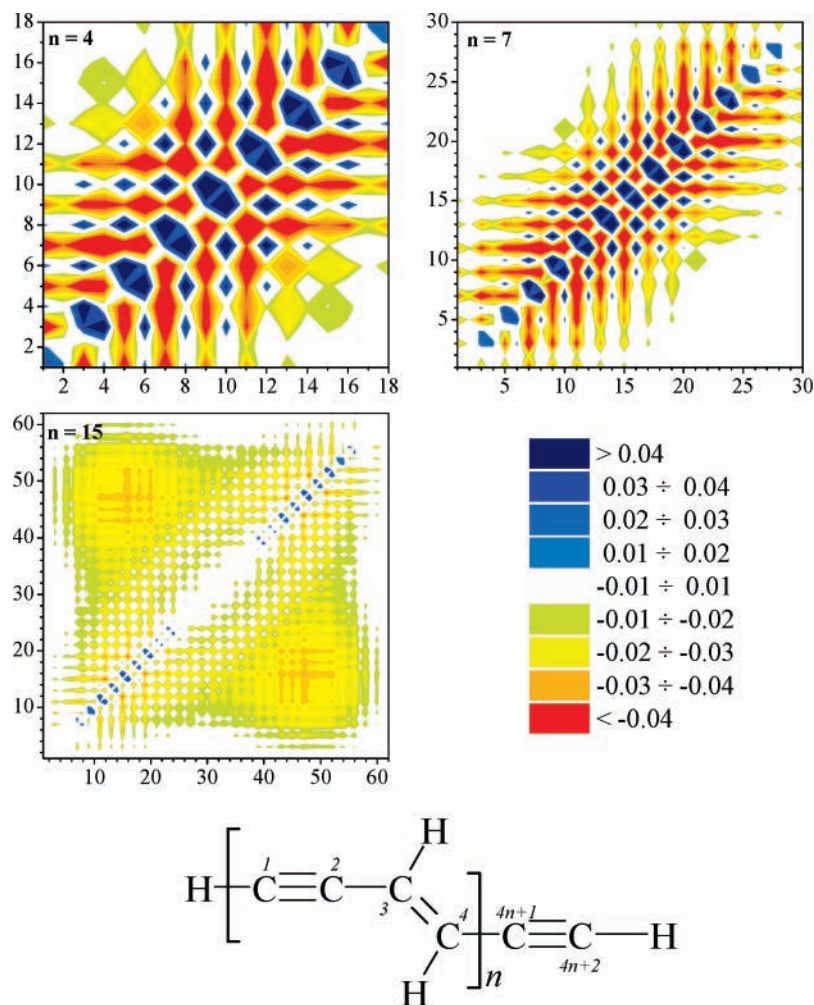 n = 4
18
16
14
12
10
8
6
4
2
2 4 6 8 10 12 14 16 18
n = 7
30
25
20
15
10
5
5 10 15 20 25 30
n = 15
60
50
40
30
20
10
10 20 30 40 50 60
> 0.04
0.03 ÷ 0.04
0.02 ÷ 0.03
0.01 ÷ 0.02
-0.01 ÷ 0.01
-0.01 ÷ -0.02
-0.02 ÷ -0.03
-0.03 ÷ -0.04
< -0.04
H
1 2
H C C C
3
4 4n+1
C C C H
4n+2
H n